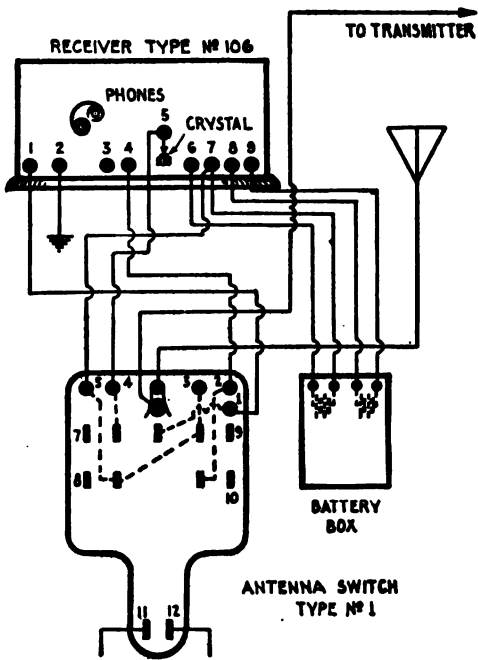 RECEIVER TYPE Nº 106
TO TRANSMITTER
PHONES
5
CRYSTAL
1 2 3 4 6 7 8 9
5 4 3 2
1
7 9
8 10
BATTERY
BOX
ANTENNA SWITCH
TYPE Nº 1
11 12